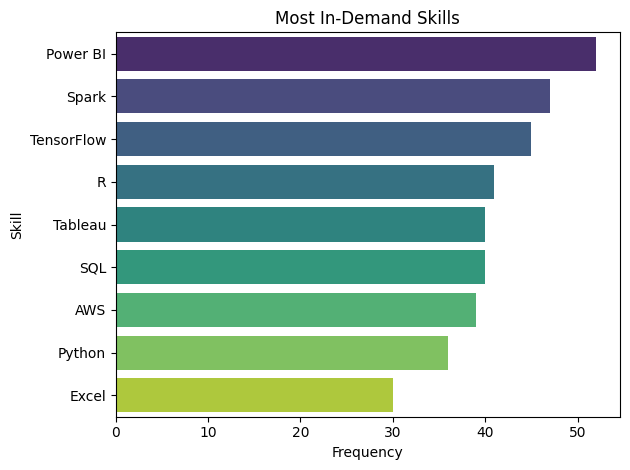 Most In-Demand Skills
Power BI
Spark
TensorFlow
R
Tableau
SQL
AWS
Python
Excel
Skill
0 10 20 30 40 50
Frequency